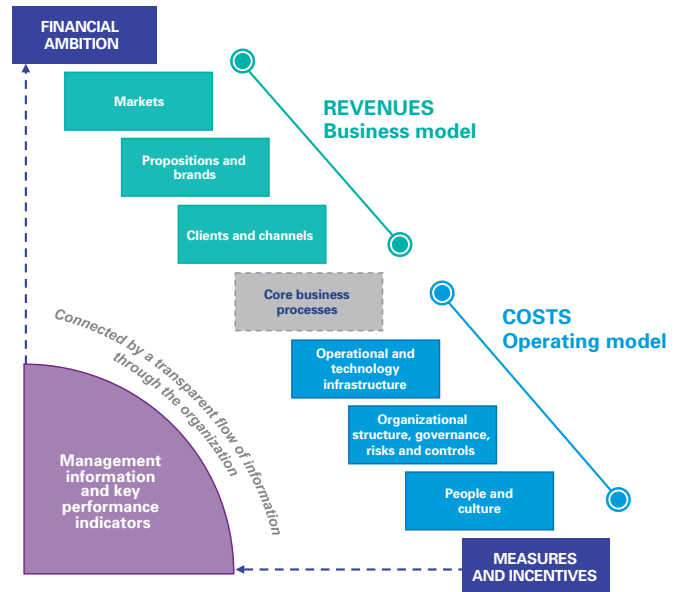 FINANCIAL
AMBITION
Markets
REVENUES
Business model
Propositions and
brands
Clients and channels
Core business
processes
COSTS
Operating model
Connected by a transparent flow of information
through the organization
Operational and
technology
infrastructure
Organizational
structure, governance,
risks and controls
Management
information
and key
performance
indicators
People and
culture
MEASURES
AND INCENTIVES